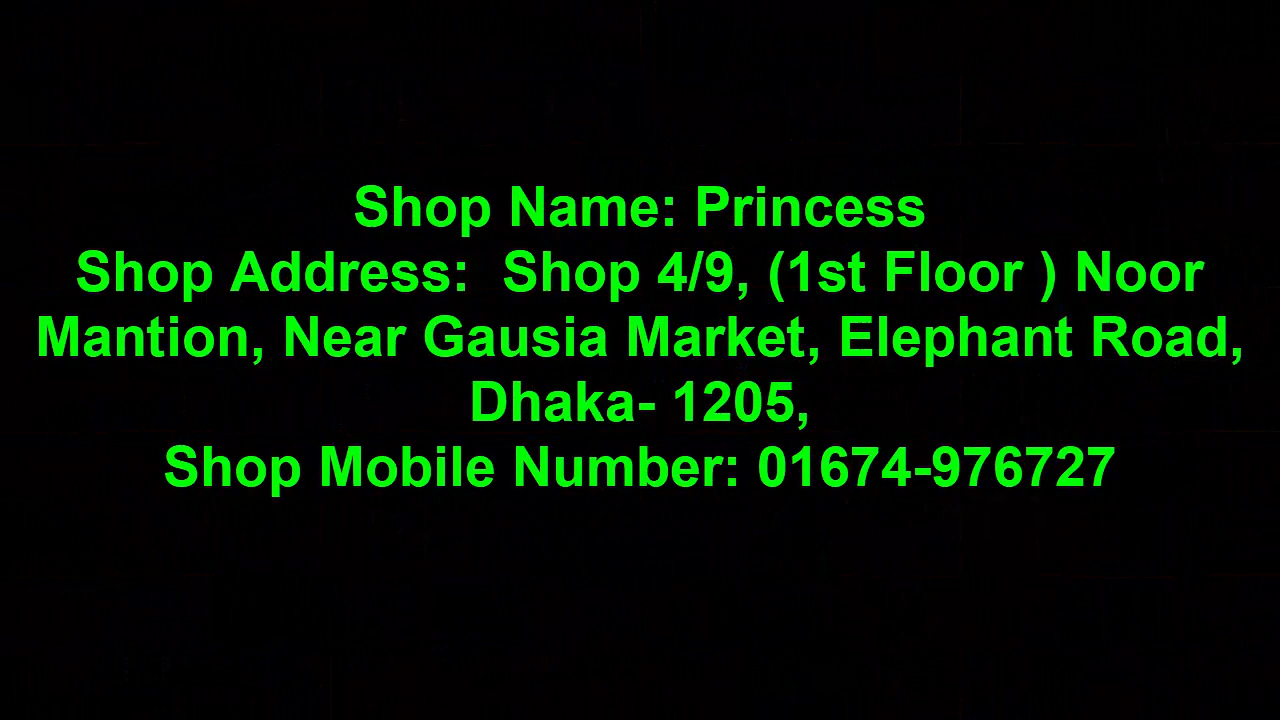 Shop Name: Princess
Shop Address:  Shop 4/9, (1st Floor ) Noor
Mantion, Near Gausia Market, Elephant Road,
Dhaka- 1205,
Shop Mobile Number: 01674-976727